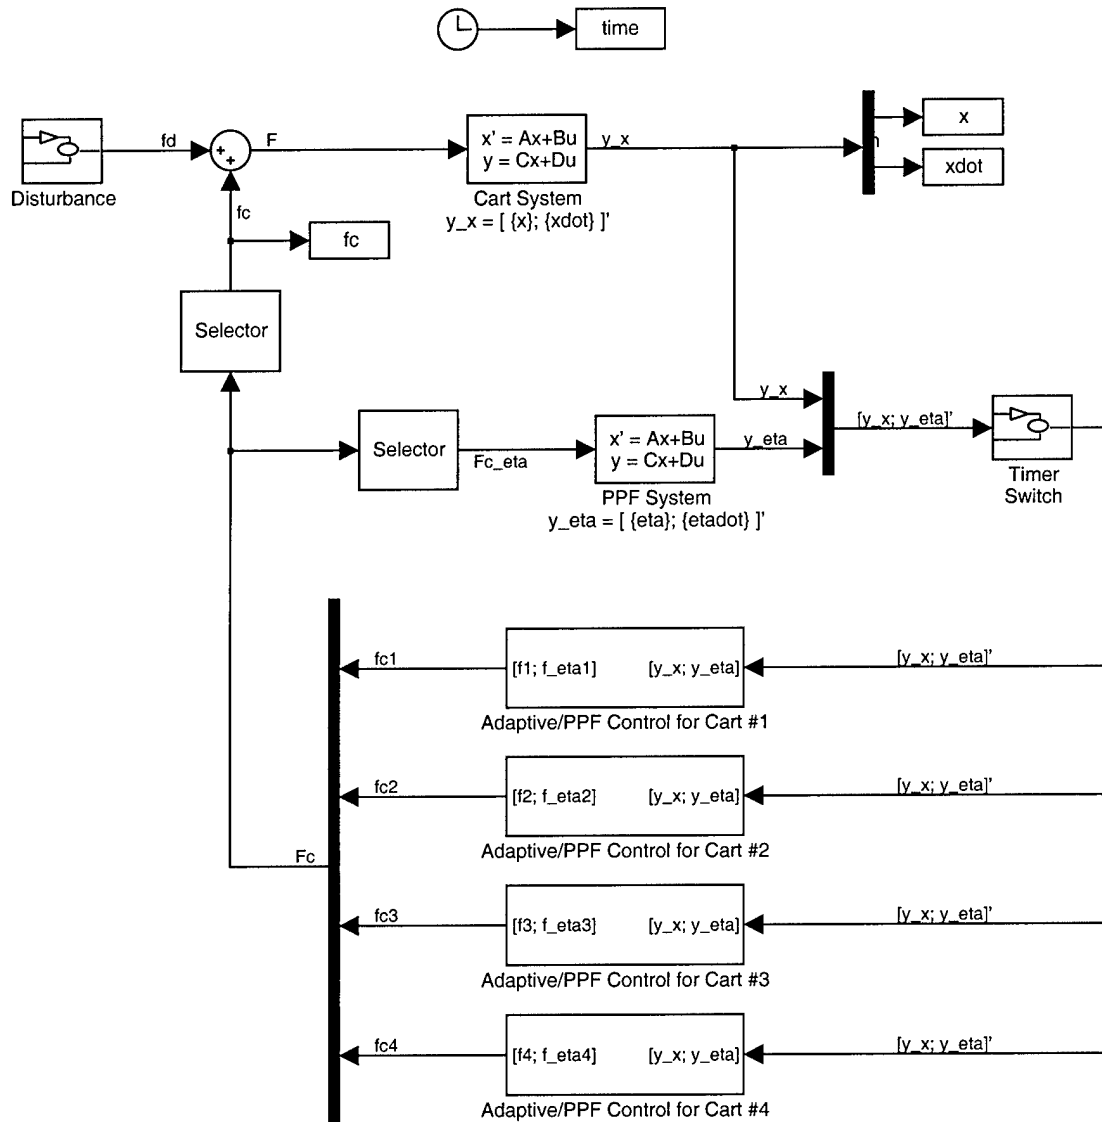 time
fd
F
x' = Ax+Bu
y = Cx+Du
y_x
x
xdot
Disturbance
Cart System
y_x = [ {x}; {xdot} ]'
fc
fc
Selector
y_x
[y_x; y_eta]'
Selector
Fc_eta
x' = Ax+Bu
y = Cx+Du
y_eta
PPF System
y_eta = [ {eta}; {etadot} ]'
Timer
Switch
fc1
[f1; f_eta1]
[y_x; y_eta]
[y_x; y_eta]'
Adaptive/PPF Control for Cart #1
fc2
[f2; f_eta2]
[y_x; y_eta]
[y_x; y_eta]'
Adaptive/PPF Control for Cart #2
Fc
fc3
[f3; f_eta3]
[y_x; y_eta]
[y_x; y_eta]'
Adaptive/PPF Control for Cart #3
fc4
[f4; f_eta4]
[y_x; y_eta]
[y_x; y_eta]'
Adaptive/PPF Control for Cart #4